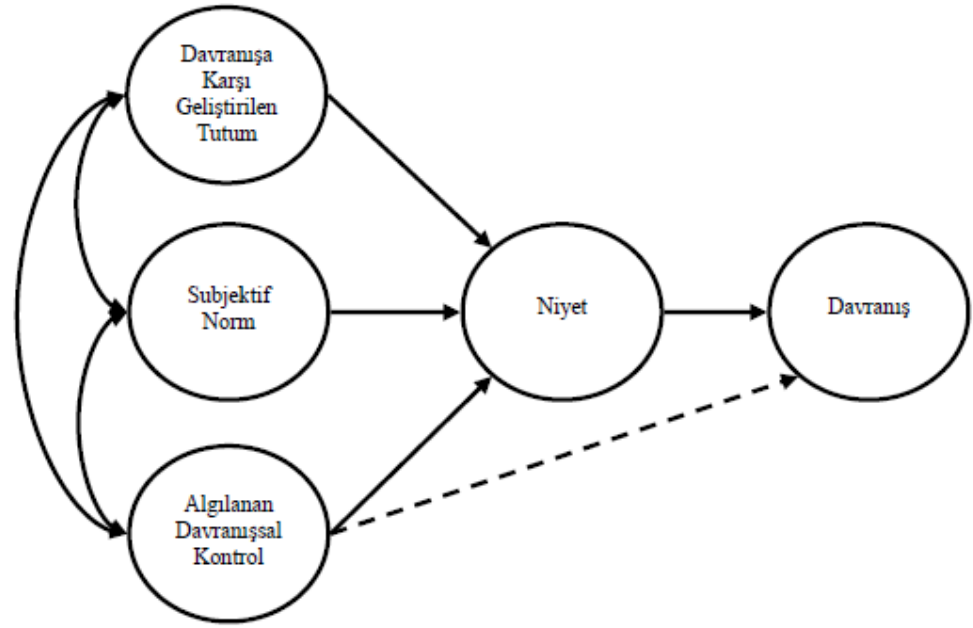 Davranışa
Karşı
Geliştirilen
Tutum
Subjektif
Norm
Algılanan
Davranışsal
Kontrol
Niyet
Davranış